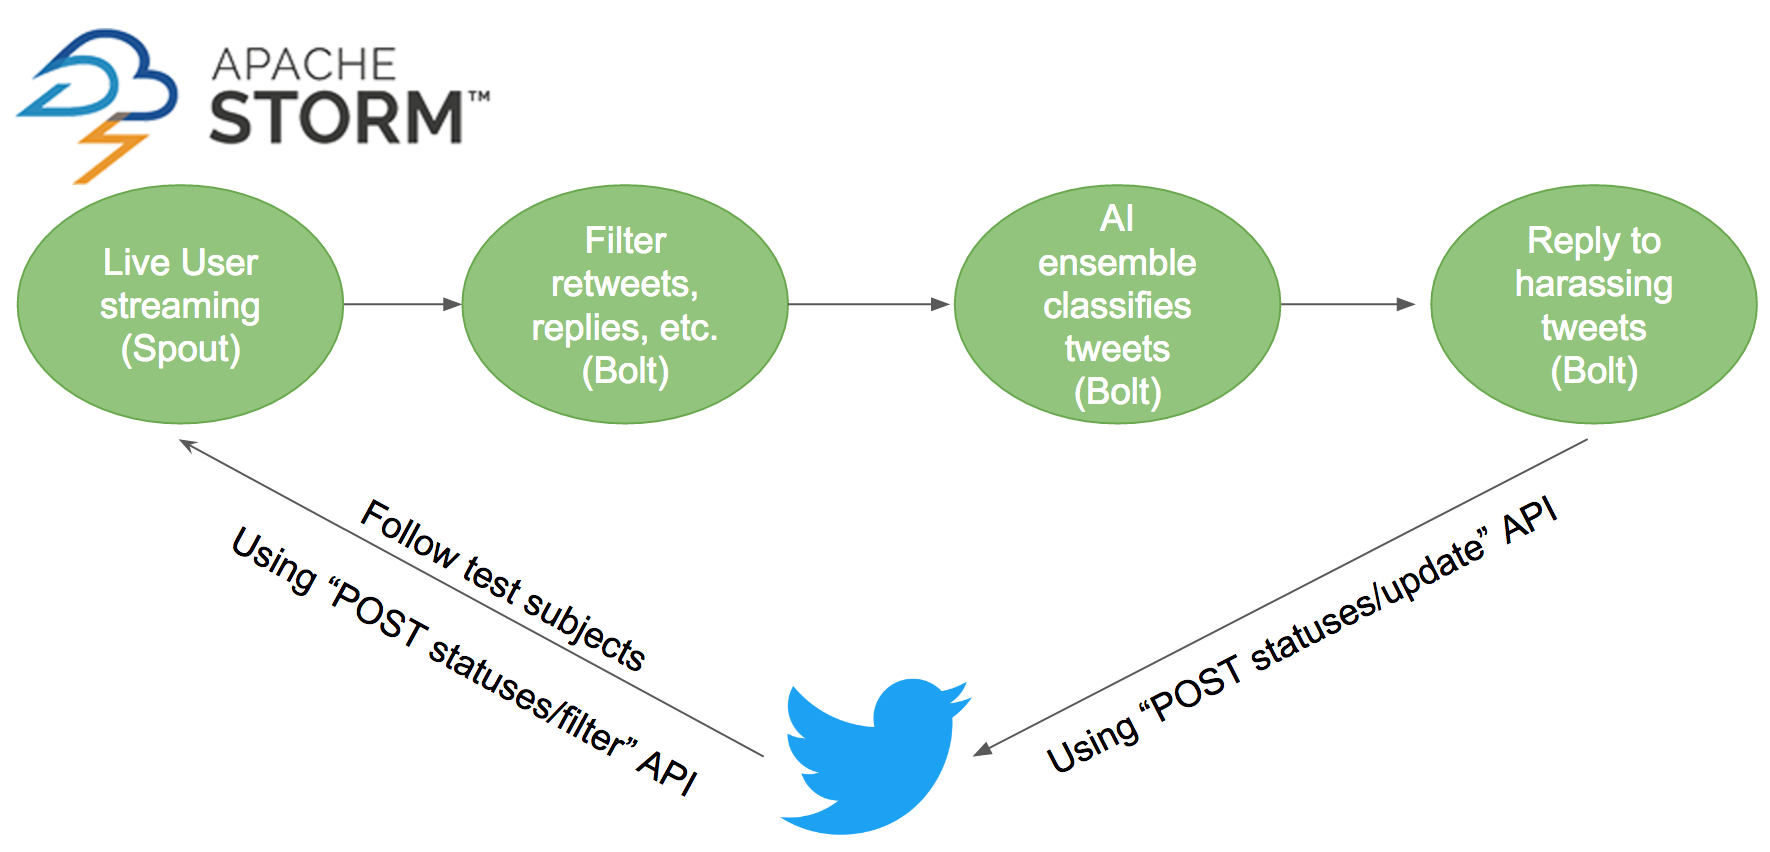 APACHE
STORM™
Live User
streaming
(Spout)
Filter
retweets,
replies, etc.
(Bolt)
AI
ensemble
classifies
tweets
(Bolt)
Reply to
harassing
tweets
(Bolt)
Follow test subjects
Using “POST statuses/filter” API
Using “POST statuses/update” API